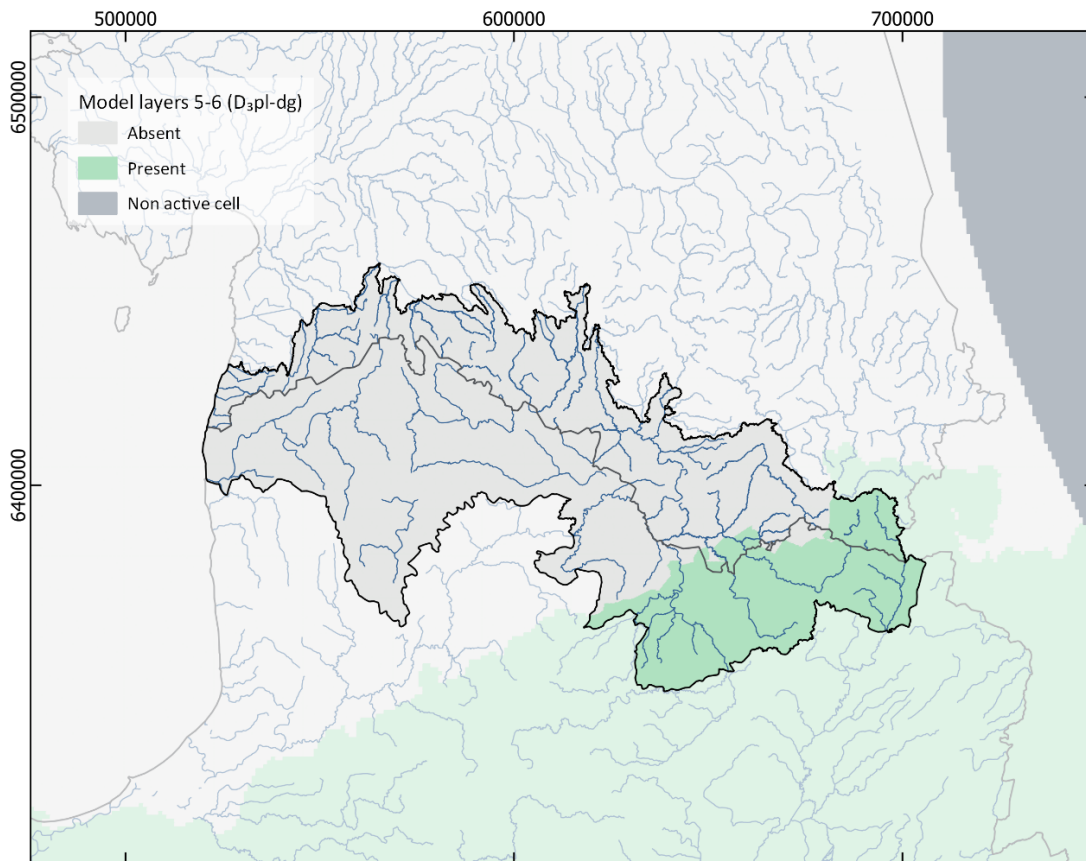 500000 600000 700000
6500000
Model layers 5-6 (D₃pl-dg)
Absent
Present
Non active cell
6400000